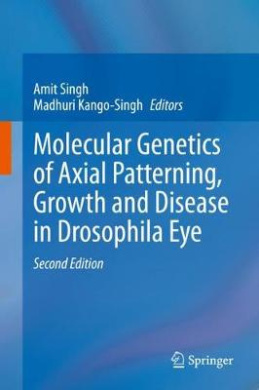 Amit Singh
Madhuri Kango-Singh Editors
Molecular Genetics
of Axial Patterning,
Growth and Disease
in Drosophila Eye
Second Edition
Springer